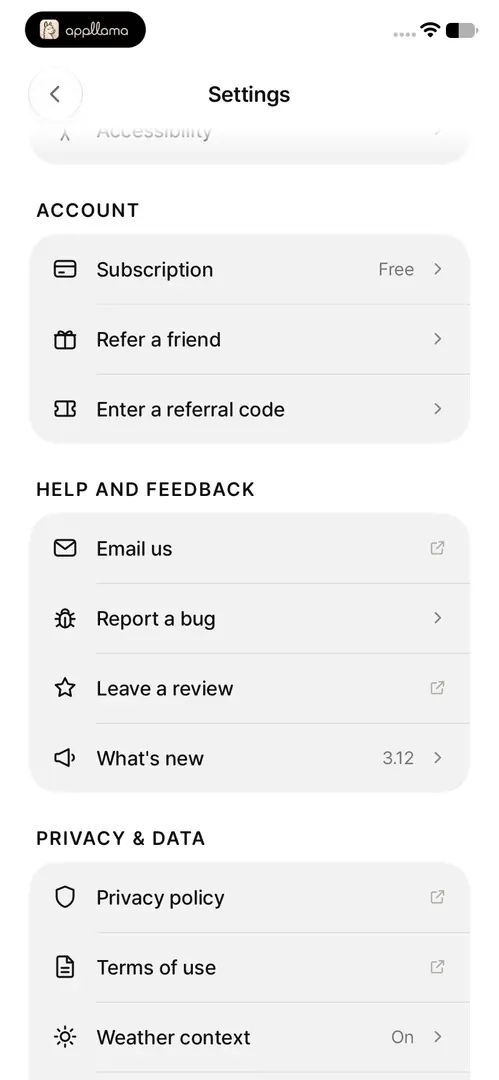 appllama
Settings
Accessibility
ACCOUNT
Subscription Free
Refer a friend
Enter a referral code
HELP AND FEEDBACK
Email us
Report a bug
Leave a review
What's new 3.12
PRIVACY & DATA
Privacy policy
Terms of use
Weather context On